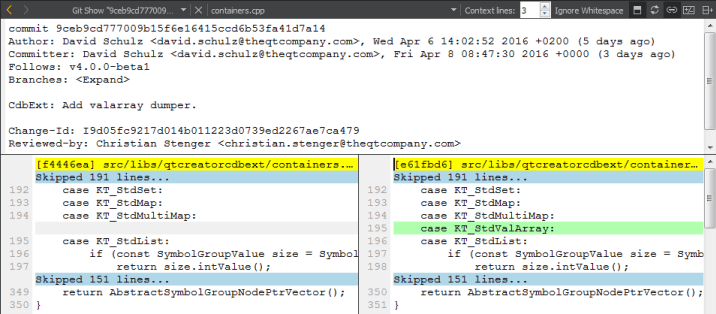 Git Show "9ceb9cd777009... containers.cpp Context lines: 3 Ignore Whitespace
commit 9ceb9cd777009b15f6e16415ccd6b53fa41d7a14
Author: David Schulz <david.schulz@theqtcompany.com>, Wed Apr 6 14:02:52 2016 +0200 (5 days ago)
Committer: David Schulz <david.schulz@theqtcompany.com>, Fri Apr 8 08:47:30 2016 +0000 (3 days ago)
Follows: v4.0.0-beta1
Branches: <Expand>
CdbExt: Add valarray dumper.
Change-Id: I9d05fc9217d014b011223d0739ed2267ae7ca479
Reviewed-by: Christian Stenger <christian.stenger@theqtcompany.com>
[f4446ea] src/libs/qtcreatorcdbext/containers....
Skipped 191 lines...
192 case KT_StdSet:
193 case KT_StdMap:
194 case KT_StdMultiMap:
195 case KT_StdList:
196 if (const SymbolGroupValue size = Symbol
197 return size.intValue();
Skipped 151 lines...
349 return AbstractSymbolGroupNodePtrVector();
350 }
[e61fbd6] src/libs/qtcreatorcdbext/container...
Skipped 191 lines...
192 case KT_StdSet:
193 case KT_StdMap:
194 case KT_StdMultiMap:
195 case KT_StdValArray:
196 case KT_StdList:
197 if (const SymbolGroupValue size = Sym
198 return size.intValue();
Skipped 151 lines...
350 return AbstractSymbolGroupNodePtrVector();
351 }